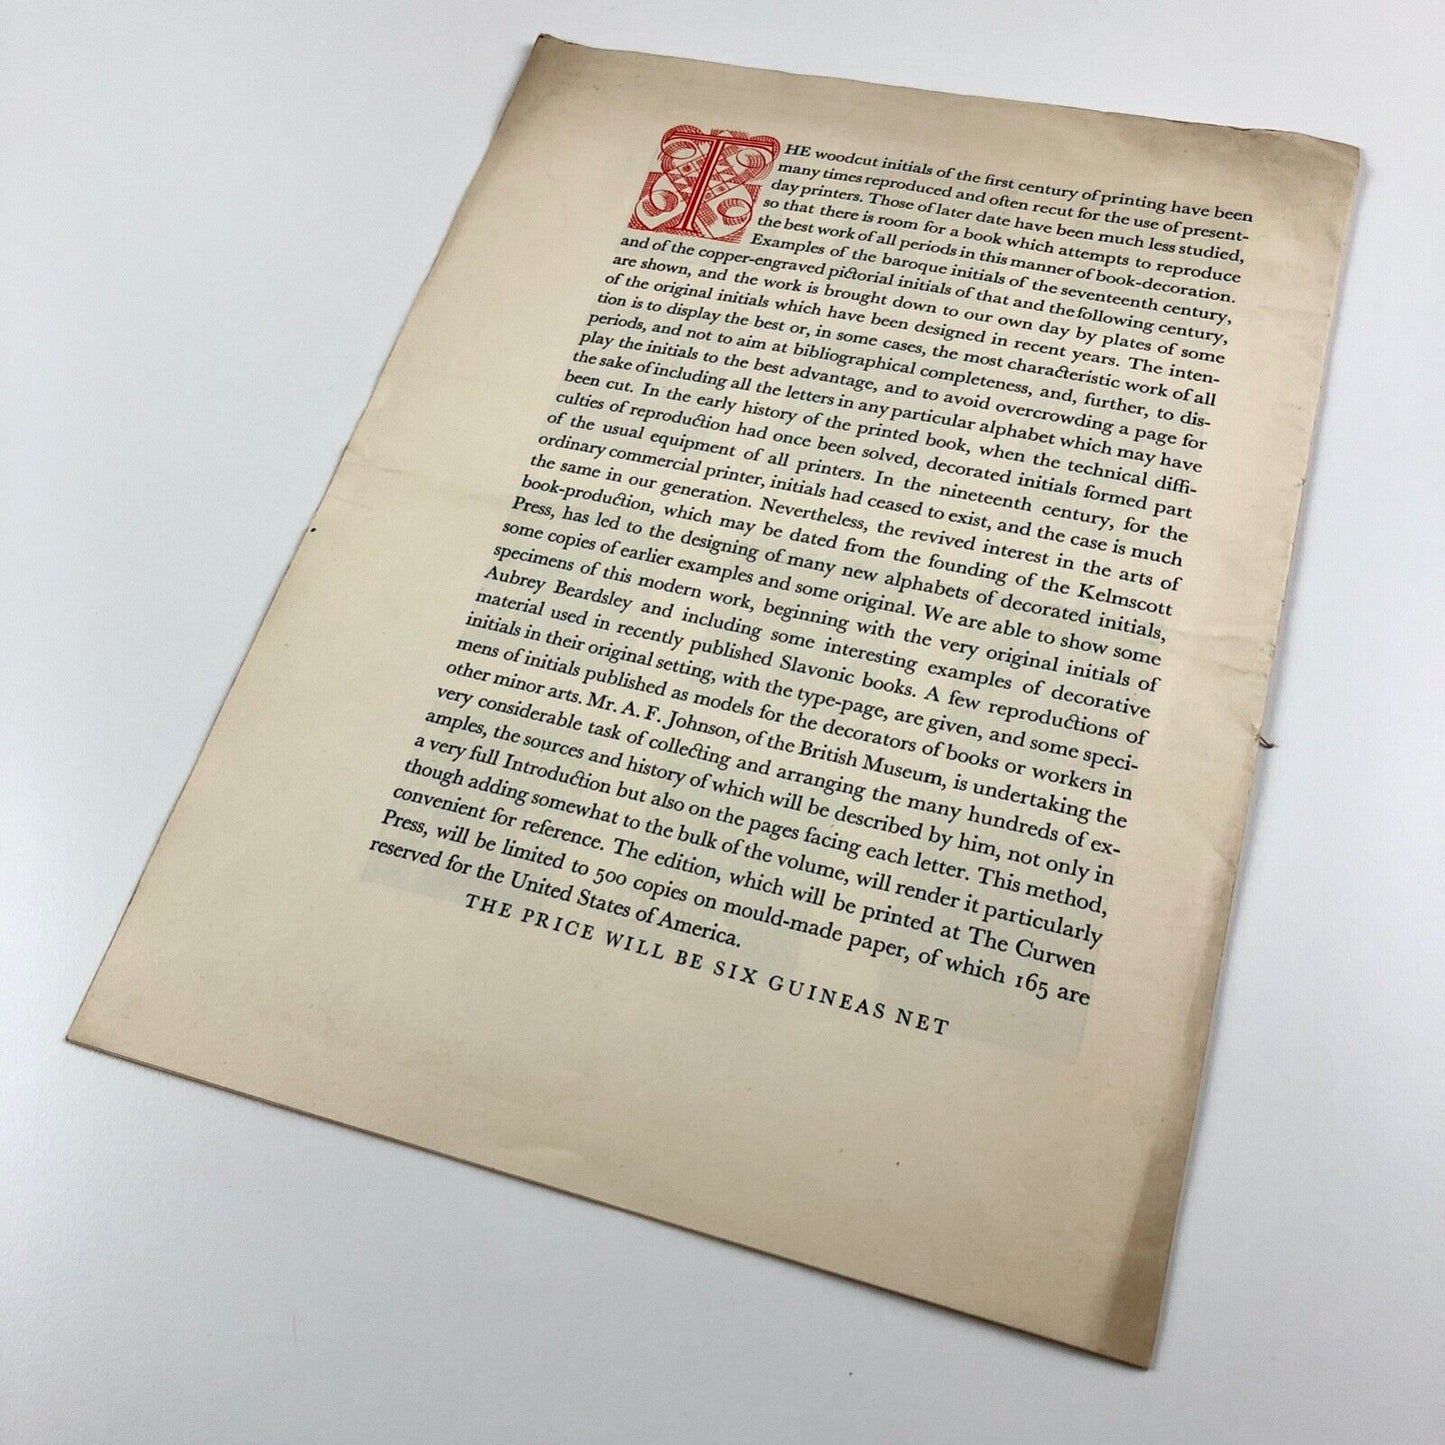 THE woodcut initials of the first century of printing have been
many times reproduced and often recut for the use of present-
day printers. Those of later date have been much less studied,
so that there is room for a book which attempts to reproduce
the best work of all periods in this manner of book-decoration.
Examples of the baroque initials of the seventeenth century,
and of the copper-engraved pictorial initials of that and the following century,
are shown, and the work is brought down to our own day by plates of some
of the original initials which have been designed in recent years. The inten-
tion is to display the best or, in some cases, the most characteristic work of all
periods, and not to aim at bibliographical completeness, and, further, to dis-
play the initials to the best advantage, and to avoid overcrowding a page for
the sake of including all the letters in any particular alphabet which may have
been cut. In the early history of the printed book, when the technical diffi-
culties of reproduction had once been solved, decorated initials formed part
of the usual equipment of all printers. In the nineteenth century, for the
ordinary commercial printer, initials had ceased to exist, and the case is much
the same in our generation. Nevertheless, the revived interest in the arts of
book-production, which may be dated from the founding of the Kelmscott
Press, has led to the designing of many new alphabets of decorated initials,
some copies of earlier examples and some original. We are able to show some
specimens of this modern work, beginning with the very original initials of
Aubrey Beardsley and including some interesting examples of decorative
material used in recently published Slavonic books. A few reproductions of
initials in their original setting, with the type-page, are given, and some speci-
mens of initials published as models for the decorators of books or workers in
other minor arts. Mr. A. F. Johnson, of the British Museum, is undertaking the
very considerable task of collecting and arranging the many hundreds of ex-
amples, the sources and history of which will be described by him, not only in
a very full Introduction but also on the pages facing each letter. This method,
though adding somewhat to the bulk of the volume, will render it particularly
convenient for reference. The edition, which will be printed at The Curwen
Press, will be limited to 500 copies on mould-made paper, of which 165 are
reserved for the United States of America.
THE PRICE WILL BE SIX GUINEAS NET